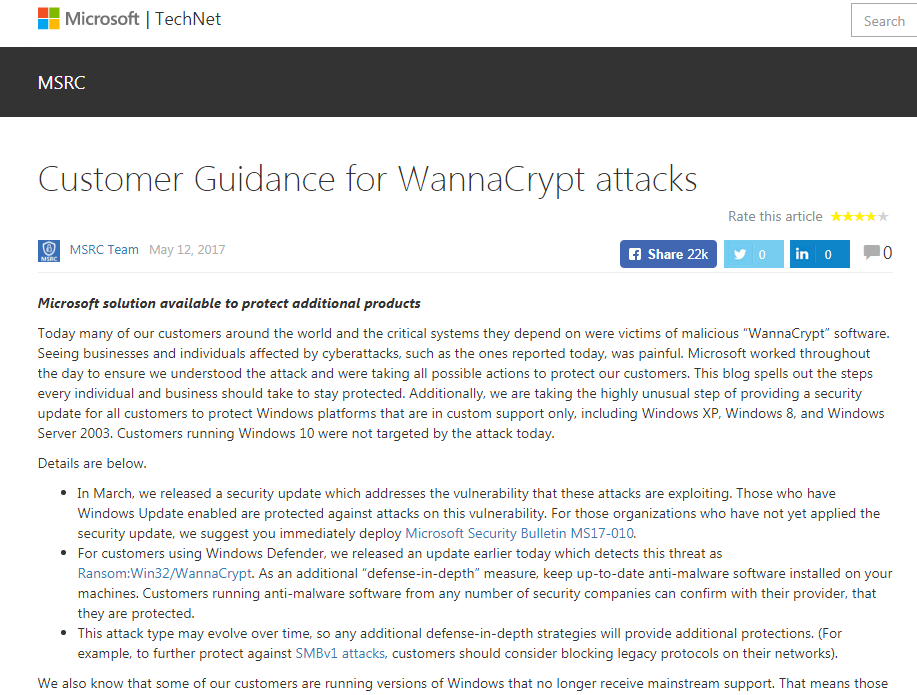 Microsoft | TechNet
Search
MSRC
Customer Guidance for WannaCrypt attacks
Rate this article
MSRC
MSRC Team May 12, 2017
Share 22k
0
in 0
0
Microsoft solution available to protect additional products
Today many of our customers around the world and the critical systems they depend on were victims of malicious “WannaCrypt” software.
Seeing businesses and individuals affected by cyberattacks, such as the ones reported today, was painful. Microsoft worked throughout
the day to ensure we understood the attack and were taking all possible actions to protect our customers. This blog spells out the steps
every individual and business should take to stay protected. Additionally, we are taking the highly unusual step of providing a security
update for all customers to protect Windows platforms that are in custom support only, including Windows XP, Windows 8, and Windows
Server 2003. Customers running Windows 10 were not targeted by the attack today.
Details are below.
• In March, we released a security update which addresses the vulnerability that these attacks are exploiting. Those who have
Windows Update enabled are protected against attacks on this vulnerability. For those organizations who have not yet applied the
security update, we suggest you immediately deploy Microsoft Security Bulletin MS17-010.
• For customers using Windows Defender, we released an update earlier today which detects this threat as
Ransom:Win32/WannaCrypt. As an additional “defense-in-depth” measure, keep up-to-date anti-malware software installed on your
machines. Customers running anti-malware software from any number of security companies can confirm with their provider, that
they are protected.
• This attack type may evolve over time, so any additional defense-in-depth strategies will provide additional protections. (For
example, to further protect against SMBv1 attacks, customers should consider blocking legacy protocols on their networks).
We also know that some of our customers are running versions of Windows that no longer receive mainstream support. That means those